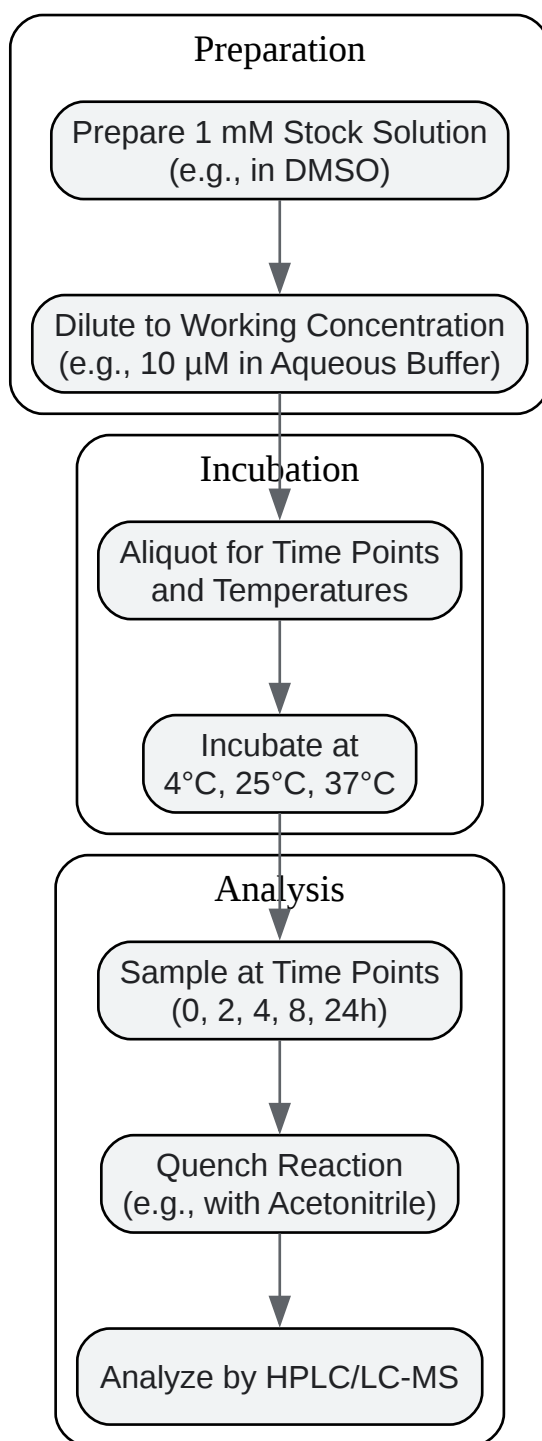 Preparation
Prepare 1 mM Stock Solution
(e.g., in DMSO)
Dilute to Working Concentration
(e.g., 10 µM in Aqueous Buffer)
Incubation
Aliquot for Time Points
and Temperatures
Incubate at
4°C, 25°C, 37°C
Analysis
Sample at Time Points
(0, 2, 4, 8, 24h)
Quench Reaction
(e.g., with Acetonitrile)
Analyze by HPLC/LC-MS